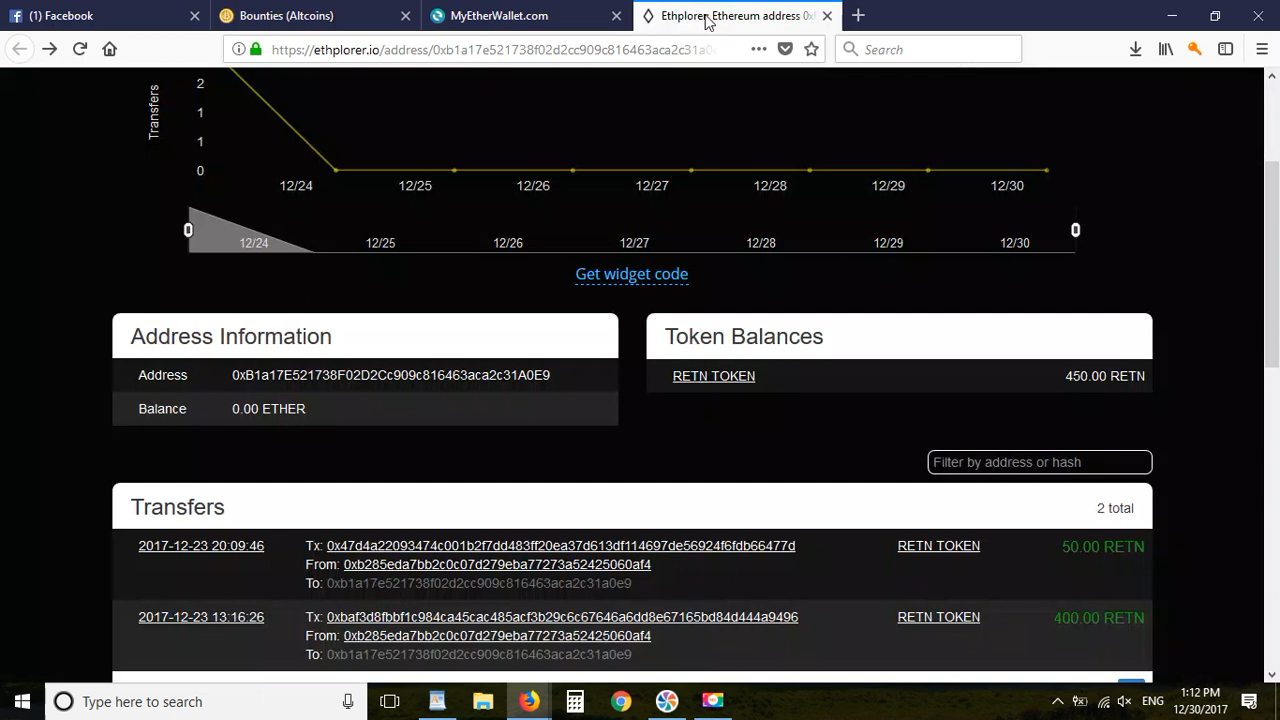 (1) Facebook
Bounties (Altcoins)
MyEtherWallet.com
Ethplorer: Ethereum address
https://ethplorer.io/address/0xb1a17e521738f02d2cc909c816463aca2c31a0e
Search
Transfers
2
1
1
0
12/24 12/25 12/26 12/27 12/28 12/29 12/30
12/24 12/25 12/26 12/27 12/28 12/29 12/30
Get widget code
Address Information
Address 0xB1a17E521738F02D2Cc909c816463aca2c31A0E9
Balance 0.00 ETHER
Token Balances
RETN TOKEN 450.00 RETN
Filter by address or hash
Transfers 2 total
2017-12-23 20:09:46 Tx: 0x47d4a22093474c001b2f7dd483ff20ea37d613df114697de56924f6fdb66477d RETN TOKEN 50.00 RETN
From: 0xb285eda7bb2c0c07d279eba77273a52425060af4
To: 0xb1a17e521738f02d2cc909c816463aca2c31a0e9
2017-12-23 13:16:26 Tx: 0xbaf3d8fbbf1c984ca45cac485acf3b29c6c67646a6dd8e67165bd84d444a9496 RETN TOKEN 400.00 RETN
From: 0xb285eda7bb2c0c07d279eba77273a52425060af4
To: 0xb1a17e521738f02d2cc909c816463aca2c31a0e9
Type here to search
ENG
1:12 PM
12/30/2017